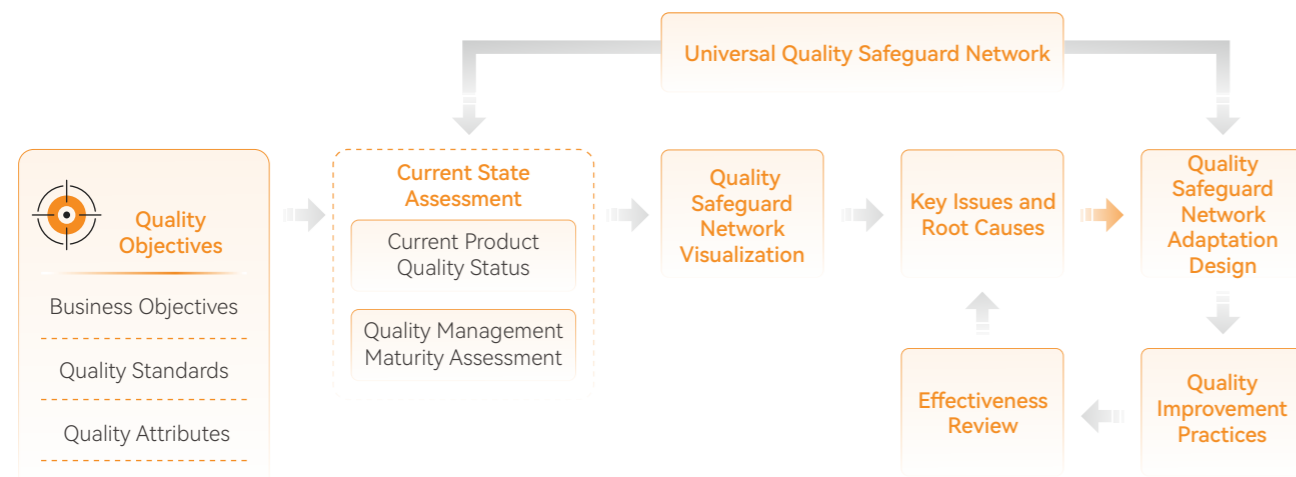 Universal Quality Safeguard Network
Quality
Objectives
Business Objectives
Quality Standards
Quality Attributes
Current State
Assessment
Current Product
Quality Status
Quality Management
Maturity Assessment
Quality
Safeguard
Network
Visualization
Key Issues and
Root Causes
Quality
Safeguard
Network
Adaptation
Design
Effectiveness
Review
Quality
Improvement
Practices